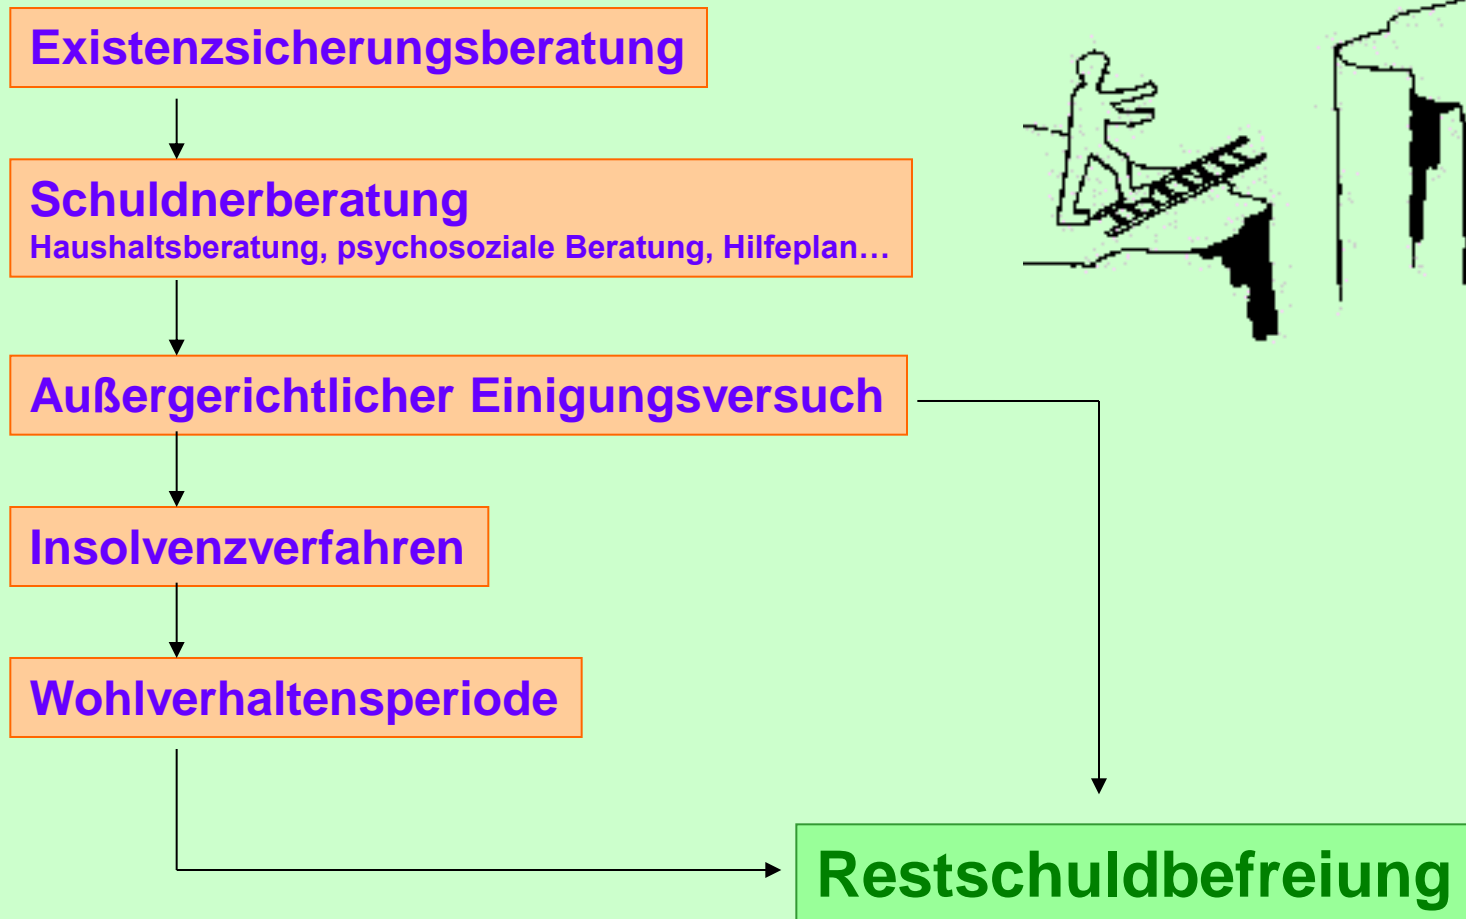 Existenzsicherungsberatung
Schuldnerberatung
Haushaltsberatung, psychosoziale Beratung, Hilfeplan…
Außergerichtlicher Einigungsversuch
Insolvenzverfahren
Wohlverhaltensperiode
Restschuldbefreiung